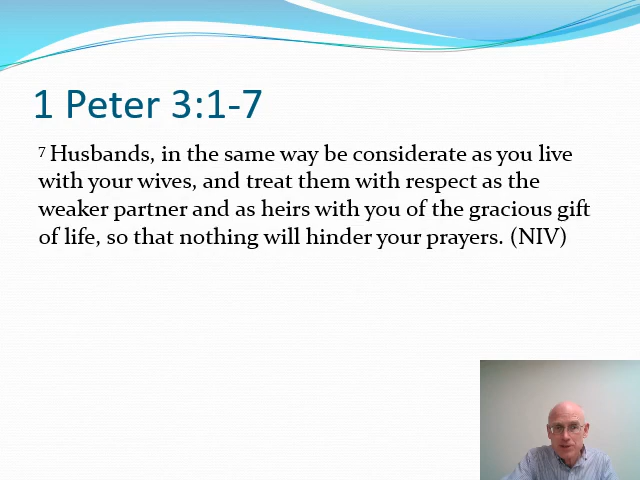 1 Peter 3:1-7
7 Husbands, in the same way be considerate as you live
with your wives, and treat them with respect as the
weaker partner and as heirs with you of the gracious gift
of life, so that nothing will hinder your prayers. (NIV)